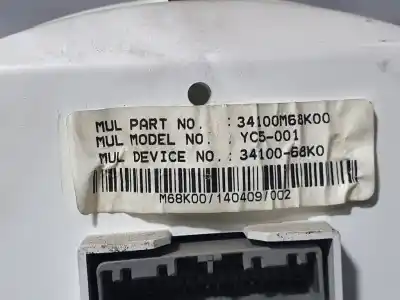 MUL PART NO. : 34100M68K00
MUL MODEL NO. : YC5-001
MUL DEVICE NO. : 34100-68K0
M68K00/140409/002